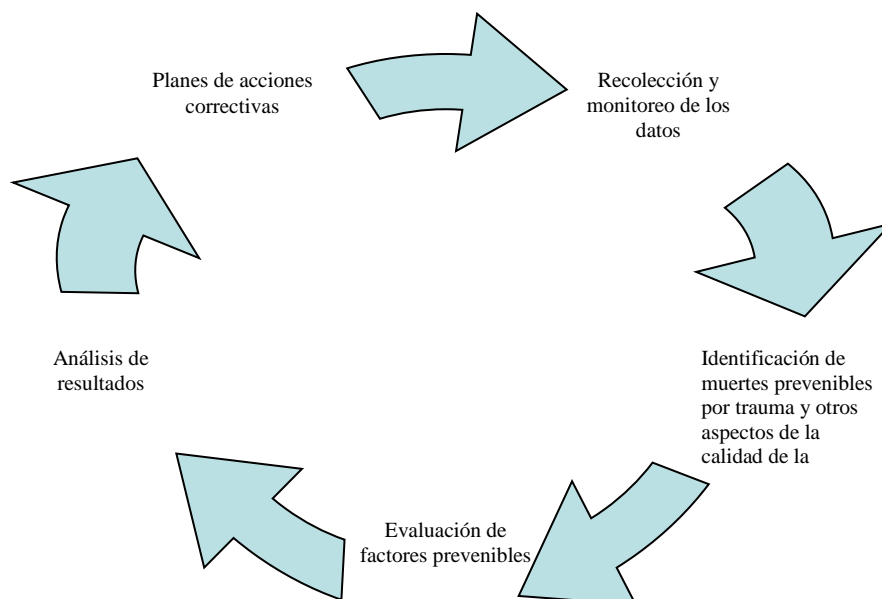 Planes de acciones
correctivas
Recolección y
monitoreo de los
datos
Identificación de
muertes prevenibles
por trauma y otros
aspectos de la
calidad de la
Evaluación de
factores prevenibles
Análisis de
resultados